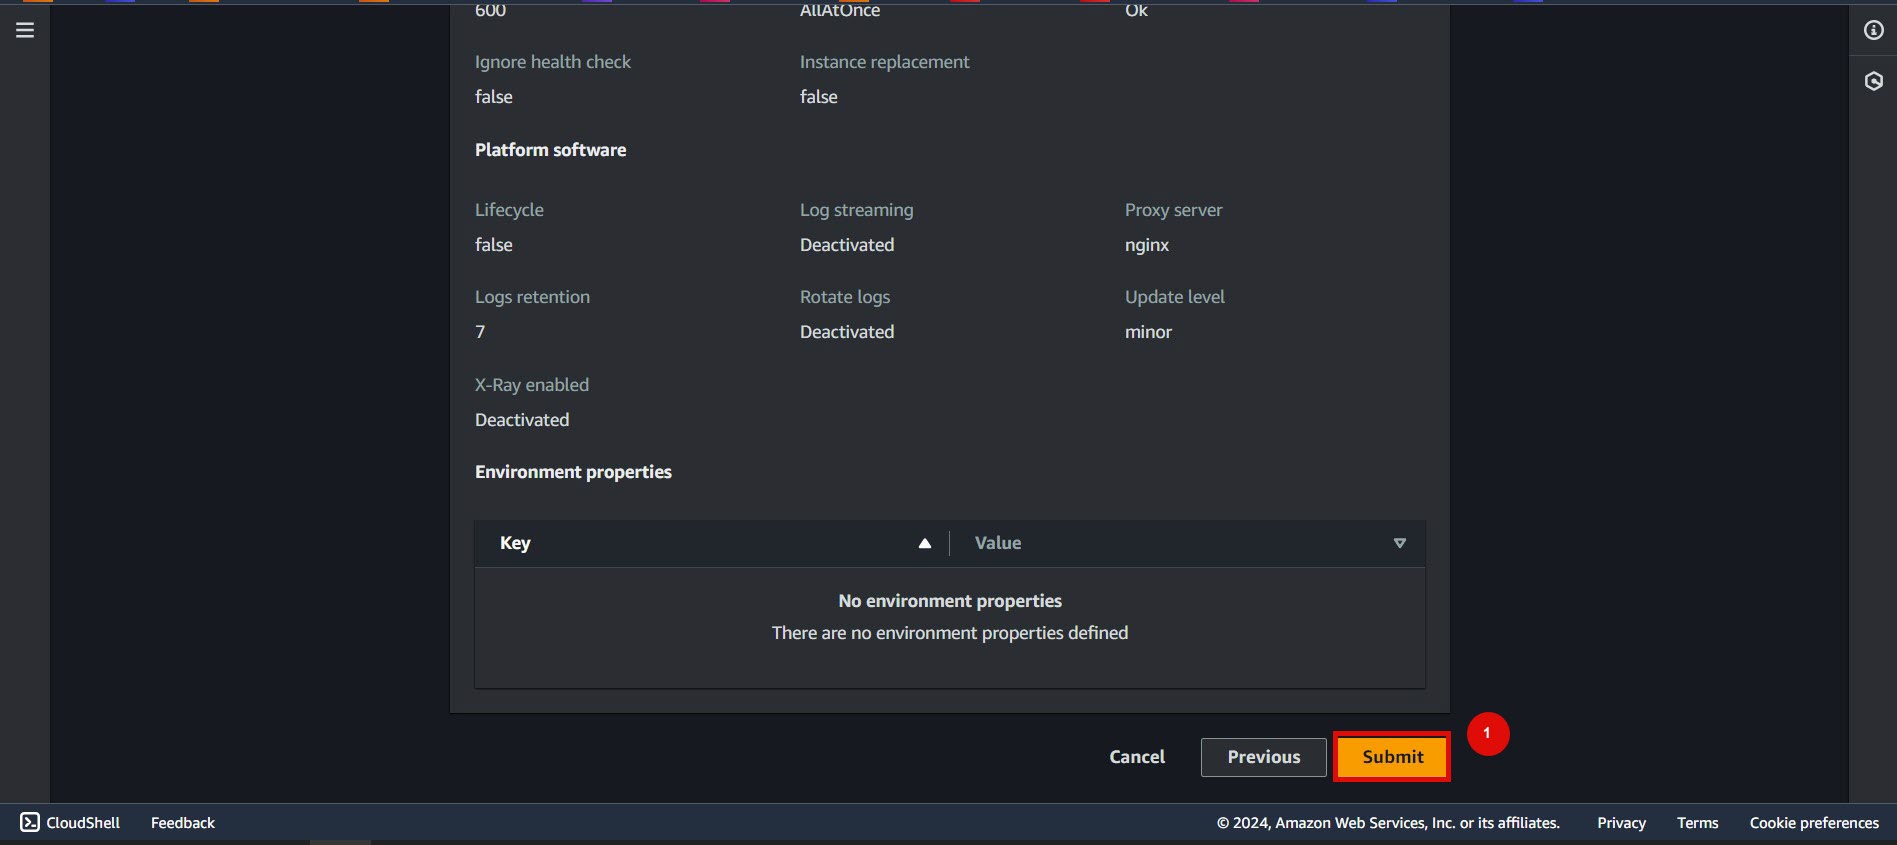 600 AllAtOnce Ok
Ignore health check Instance replacement
false false
Platform software
Lifecycle Log streaming Proxy server
false Deactivated nginx
Logs retention Rotate logs Update level
7 Deactivated minor
X-Ray enabled
Deactivated
Environment properties
Key Value
No environment properties
There are no environment properties defined
1
Cancel Previous Submit
CloudShell Feedback © 2024, Amazon Web Services, Inc. or its affiliates. Privacy Terms Cookie preferences